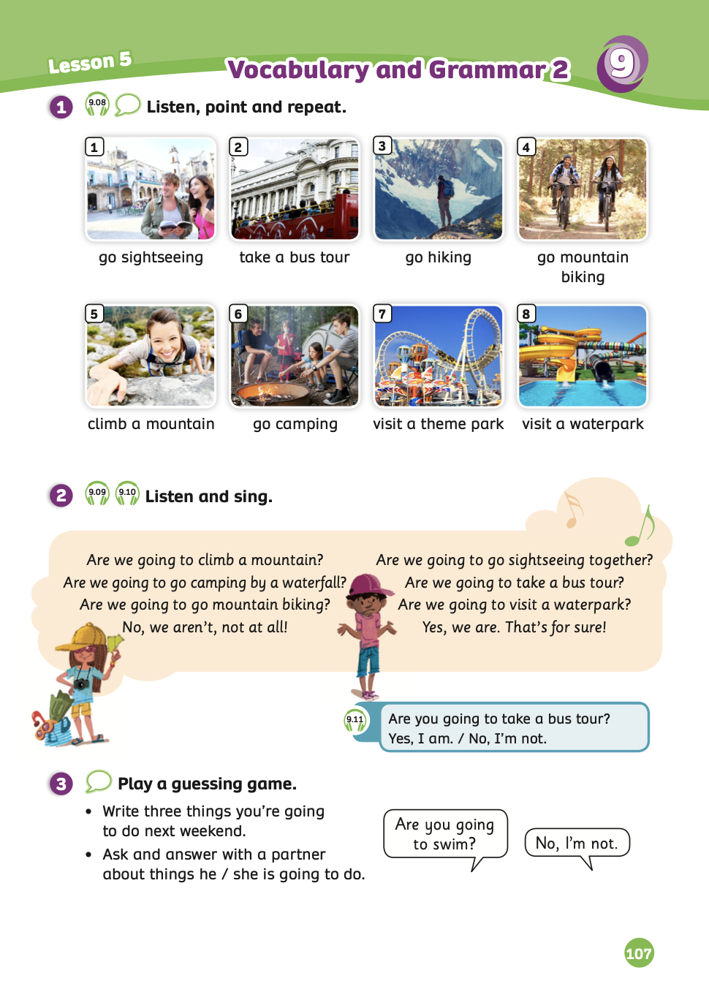 Lesson 5
Vocabulary and Grammar 2
9
1
9.08
Listen, point and repeat.
1
2
3
4
go sightseeing
take a bus tour
go hiking
go mountain
biking
5
6
7
8
climb a mountain
go camping
visit a theme park
visit a waterpark
2
9.09
9.10
Listen and sing.
Are we going to climb a mountain?
Are we going to go camping by a waterfall?
Are we going to go mountain biking?
No, we aren't, not at all!
Are we going to go sightseeing together?
Are we going to take a bus tour?
Are we going to visit a waterpark?
Yes, we are. That's for sure!
9.11
Are you going to take a bus tour?
Yes, I am. / No, I'm not.
3
Play a guessing game.
• Write three things you're going
to do next weekend.
• Ask and answer with a partner
about things he / she is going to do.
Are you going
to swim?
No, I'm not.
107